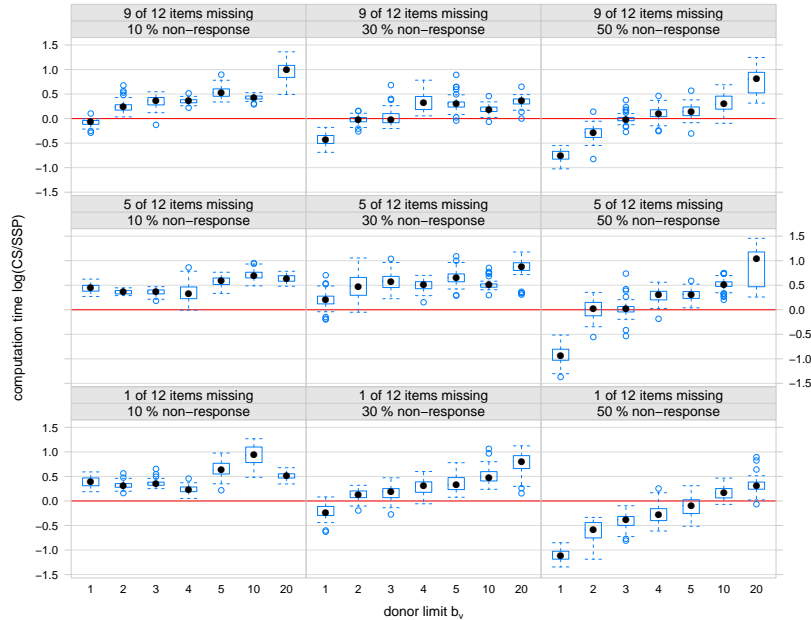 9 of 12 items missing 9 of 12 items missing 9 of 12 items missing
10 % non−response 30 % non−response 50 % non−response
1.5
1.0
0.5
0.0
−0.5
−1.0
−1.5
5 of 12 items missing 5 of 12 items missing 5 of 12 items missing
10 % non−response 30 % non−response 50 % non−response
1.5
1.0
0.5
0.0
−0.5
−1.0
−1.5
1 of 12 items missing 1 of 12 items missing 1 of 12 items missing
10 % non−response 30 % non−response 50 % non−response
1.5
1.0
0.5
0.0
−0.5
−1.0
−1.5
computation time log(CS/SSP)
1 2 3 4 5 10 20 1 2 3 4 5 10 20 1 2 3 4 5 10 20
donor limit bv